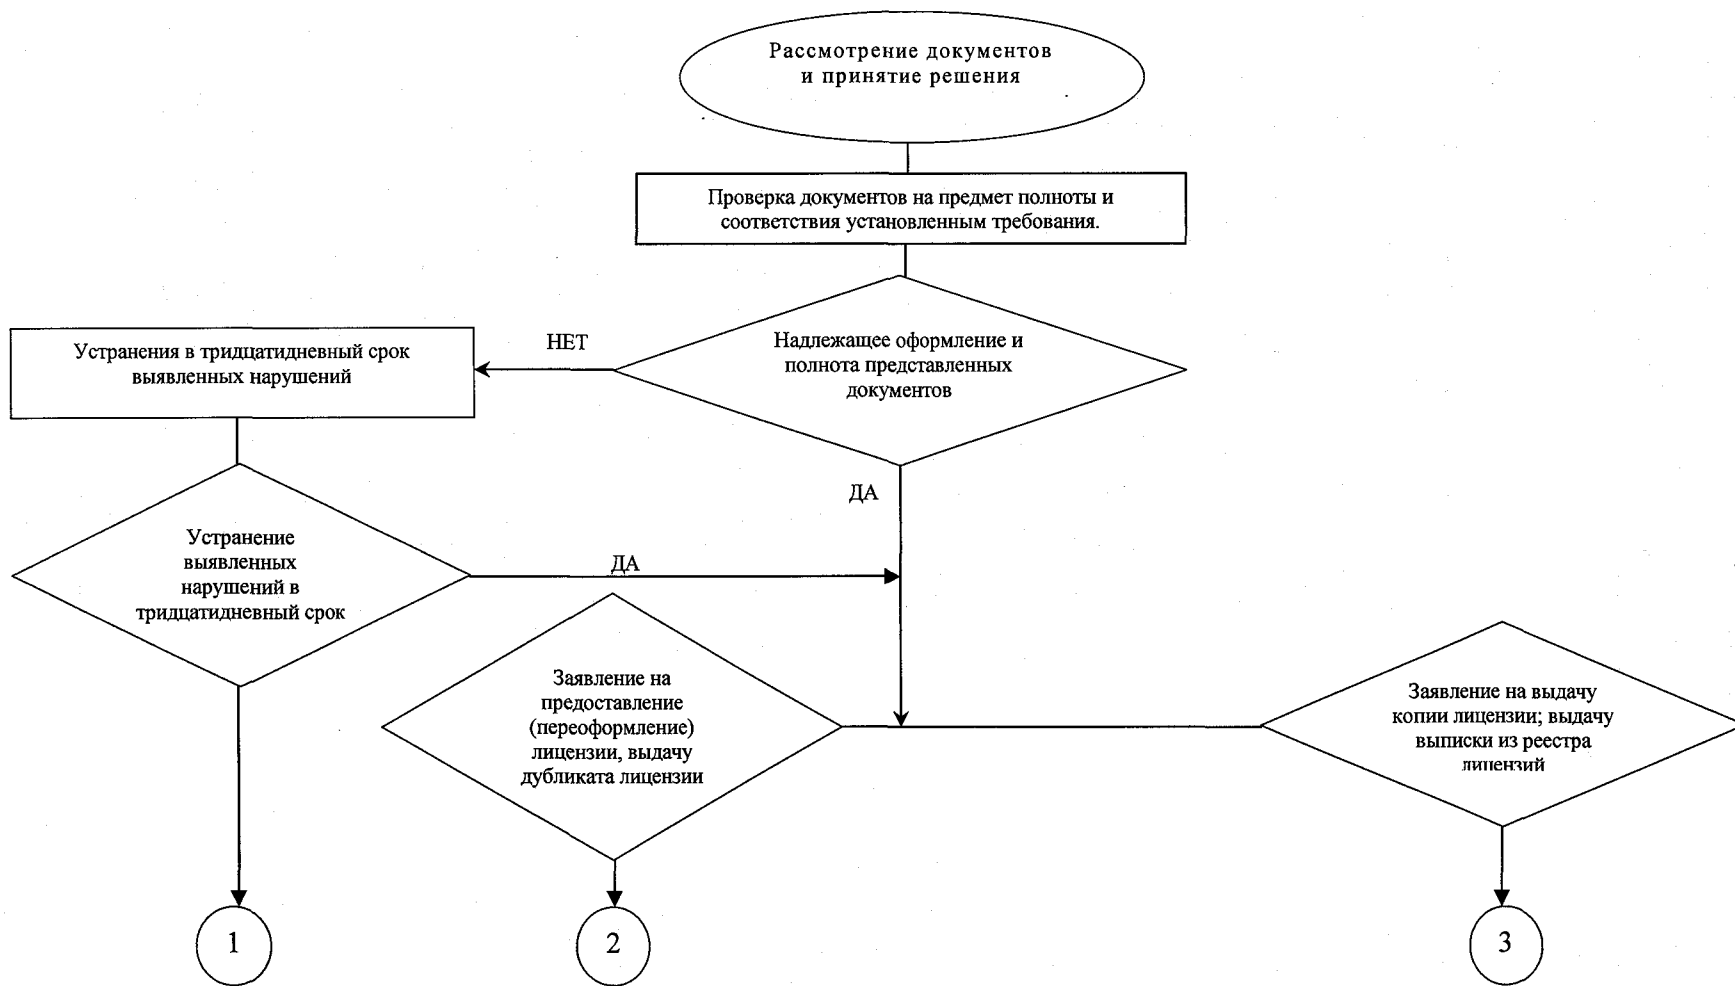 Рассмотрение документов
и принятие решения
Проверка документов на предмет полноты и
соответствия установленным требования.
Надлежащее оформление и
полнота представленных
документов
НЕТ
Устранения в тридцатидневный срок
выявленных нарушений
ДА
Устранение
выявленных
нарушений в
тридцатидневный срок
ДА
Заявление на
предоставление
(переоформление)
лицензии, выдачу
дубликата лицензии
Заявление на выдачу
копии лицензии; выдачу
выписки из реестра
лицензий
1
2
3